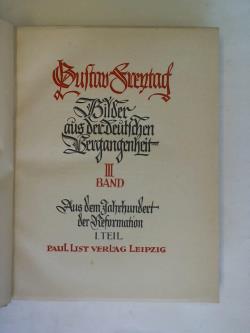 Gustav Freytag
Bilder
aus der deutschen
Vergangenheit
III
BAND
Aus dem Jahrhundert
der Reformation
I. TEIL
PAUL LIST VERLAG LEIPZIG